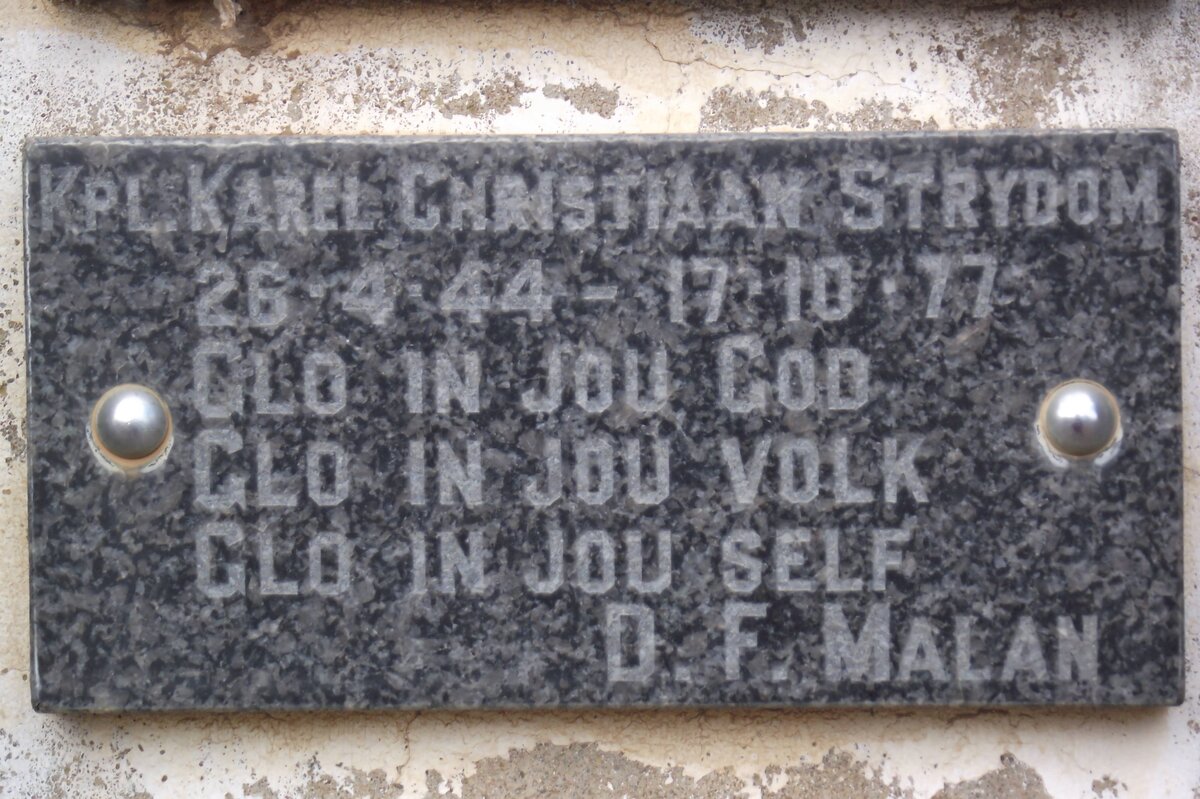 KPL. KAREL CHRISTIAAN STRYDOM
26·4·44 – 17·10·77
GLO IN JOU GOD
GLO IN JOU VOLK
GLO IN JOU SELF
D. F. MALAN